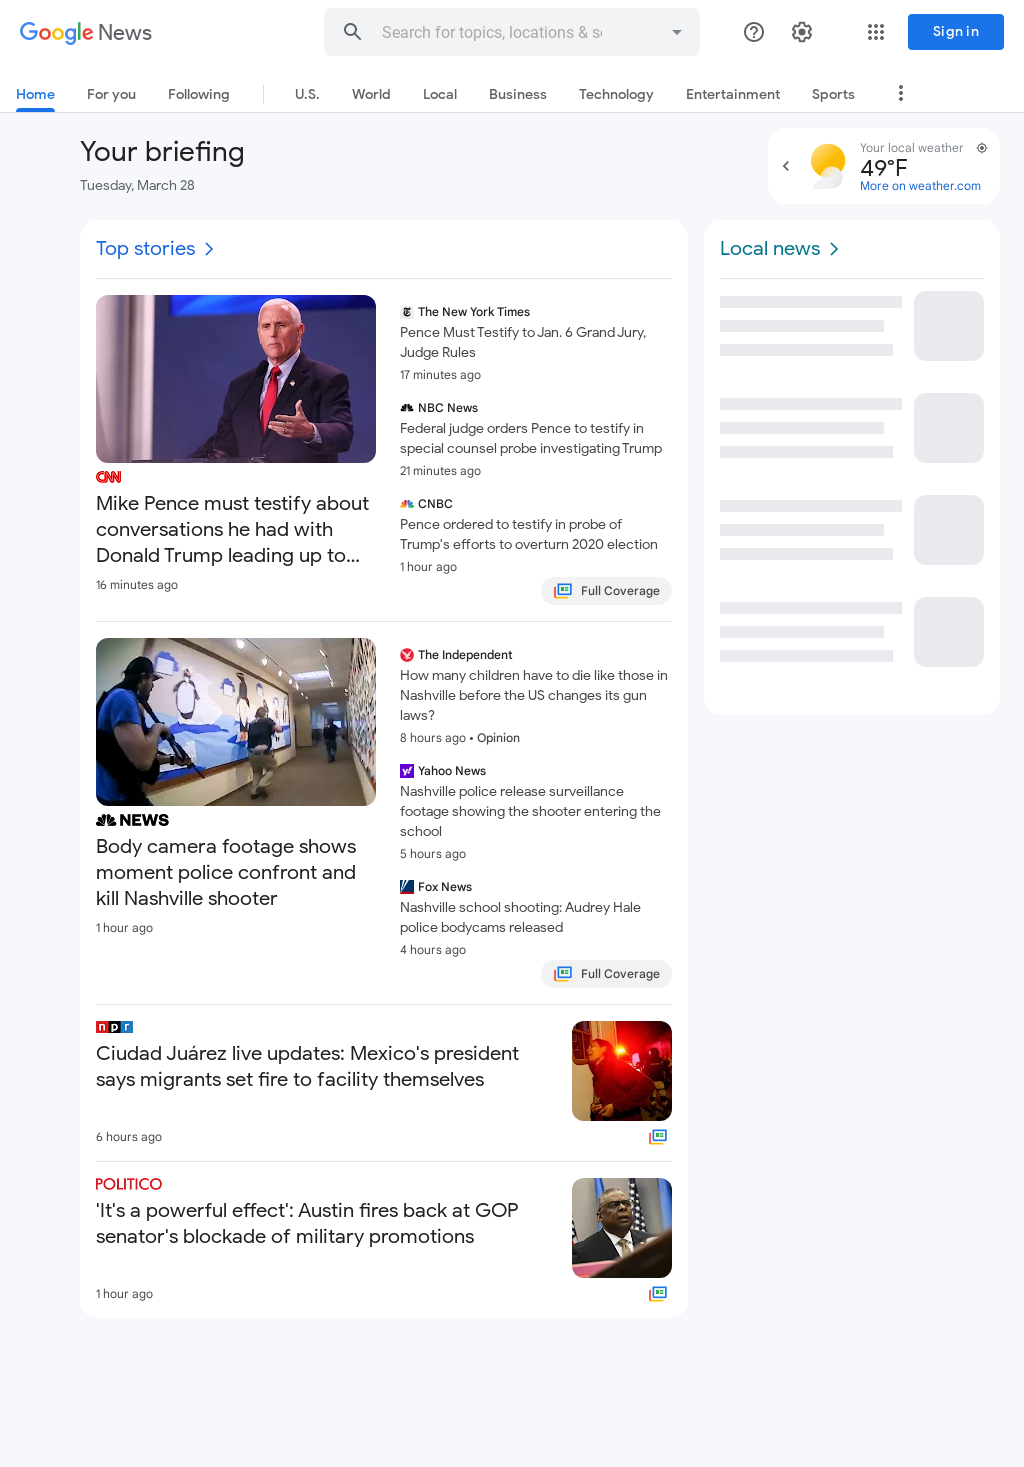 Google News
Search for topics, locations & so
Sign in
Home
For you
Following
U.S.
World
Local
Business
Technology
Entertainment
Sports
Your briefing
Tuesday, March 28
Your local weather
49°F
More on weather.com
Top stories
CNN
Mike Pence must testify about
conversations he had with
Donald Trump leading up to...
16 minutes ago
The New York Times
Pence Must Testify to Jan. 6 Grand Jury,
Judge Rules
17 minutes ago
NBC News
Federal judge orders Pence to testify in
special counsel probe investigating Trump
21 minutes ago
CNBC
Pence ordered to testify in probe of
Trump's efforts to overturn 2020 election
1 hour ago
Full Coverage
NEWS
Body camera footage shows
moment police confront and
kill Nashville shooter
1 hour ago
The Independent
How many children have to die like those in
Nashville before the US changes its gun
laws?
8 hours ago • Opinion
Yahoo News
Nashville police release surveillance
footage showing the shooter entering the
school
5 hours ago
Fox News
Nashville school shooting: Audrey Hale
police bodycams released
4 hours ago
Full Coverage
npr
Ciudad Juárez live updates: Mexico's president
says migrants set fire to facility themselves
6 hours ago
POLITICO
'It's a powerful effect': Austin fires back at GOP
senator's blockade of military promotions
1 hour ago
Local news